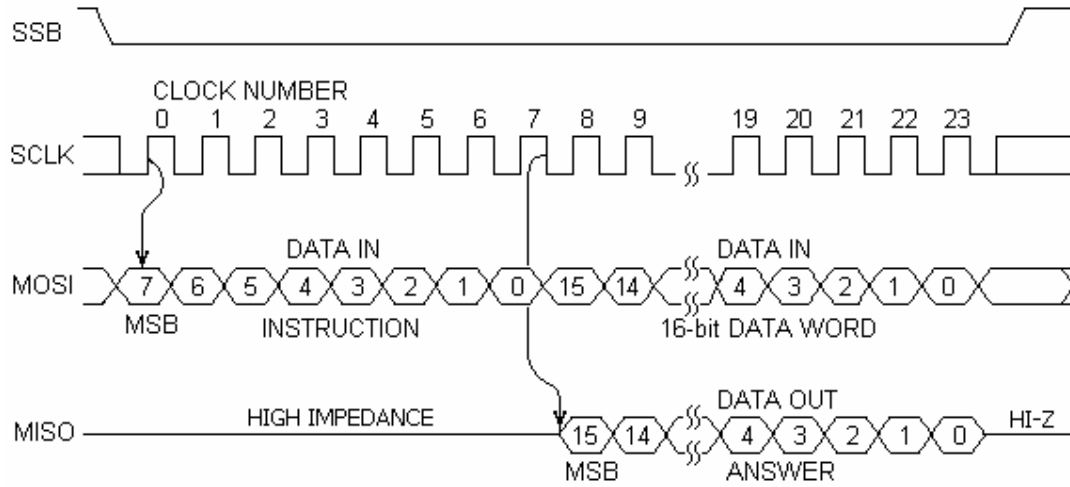 SSB
CLOCK NUMBER
0 1 2 3 4 5 6 7 8 9 19 20 21 22 23
SCLK
DATA IN DATA IN
MOSI 7 6 5 4 3 2 1 0 15 14 4 3 2 1 0
MSB INSTRUCTION 16-bit DATA WORD
HIGH IMPEDANCE DATA OUT HI-Z
MISO 15 14 4 3 2 1 0
MSB ANSWER